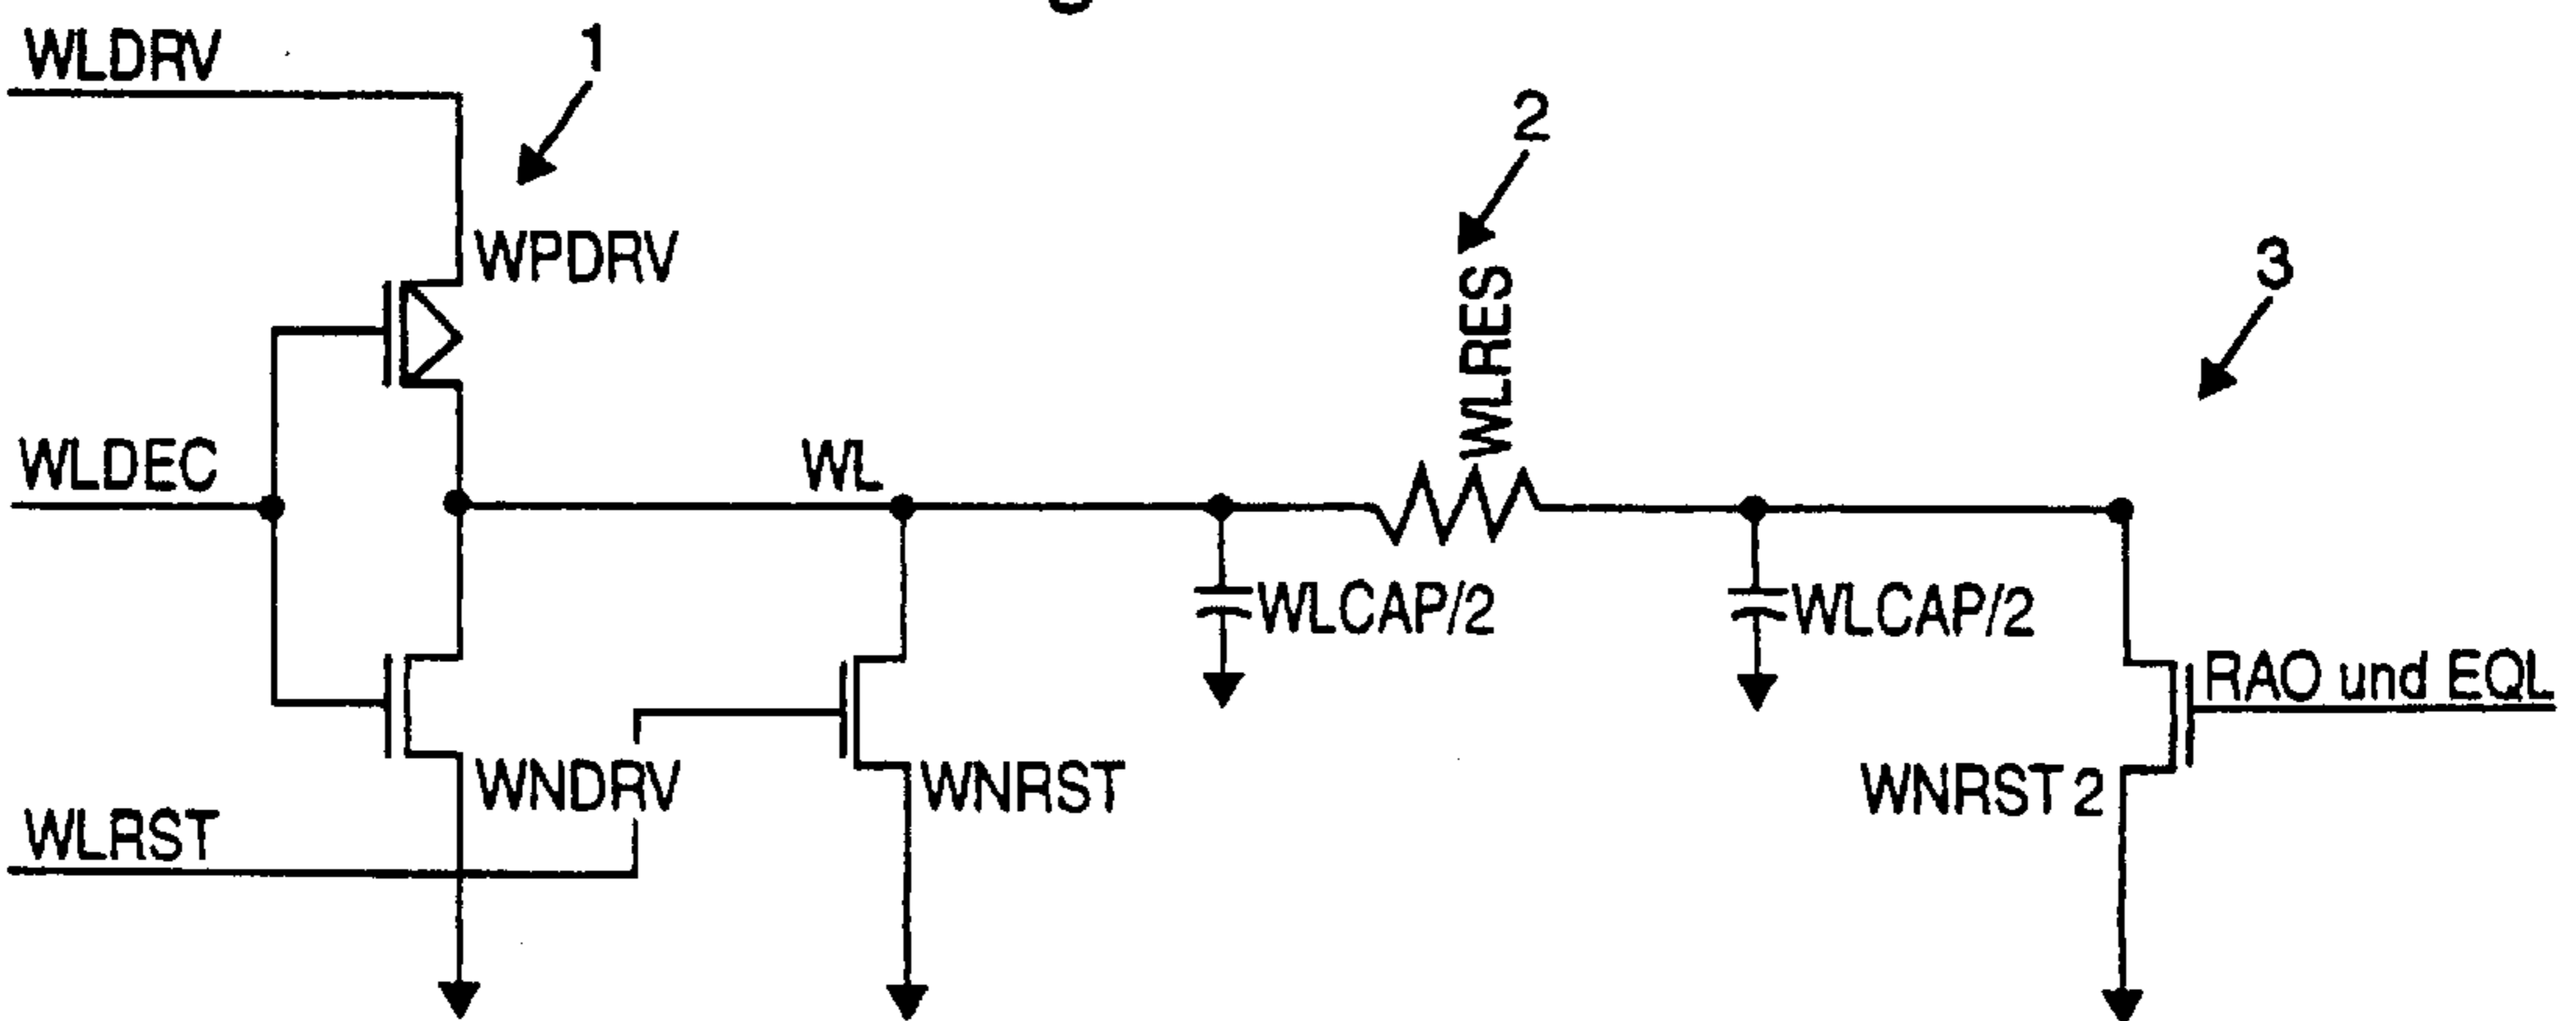 WLDRV
1
2
WPDRV
WLRES
3
WLDEC
WL
WLCAP/2
WLCAP/2
RAO und EQL
WNDRV
WNRST
WNRST 2
WLRST